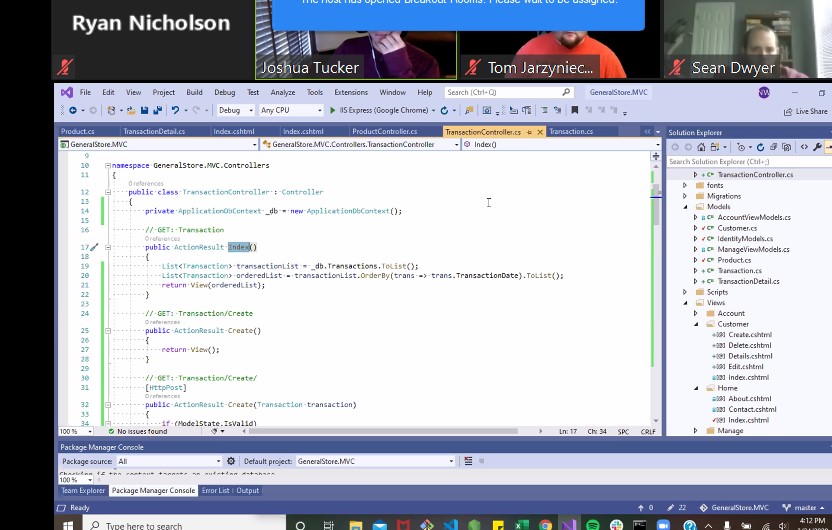 The host has opened Breakout Rooms. Please wait to be assigned.
Ryan Nicholson
Joshua Tucker
Tom Jarzyniec...
Sean Dwyer
File Edit View Project Build Debug Test Analyze Tools Extensions Window Help Search (Ctrl+;) GeneralStore.MVC NW
Debug Any CPU IIS Express (Google Chrome) Live Share
Product.cs TransactionDetail.cs Index.cshtml Index.cshtml ProductController.cs TransactionController.cs Transaction.cs
GeneralStore.MVC GeneralStore.MVC.Controllers.TransactionController Index()
9
10 namespace GeneralStore.MVC.Controllers
11 {
0 references
12 public class TransactionController : Controller
13 {
14 private ApplicationDbContext _db = new ApplicationDbContext();
15
16 // GET: Transaction
0 references
17 public ActionResult Index()
18 {
19 List<Transaction> transactionList = _db.Transactions.ToList();
20 List<Transaction> orderedList = transactionList.OrderBy(trans => trans.TransactionDate).ToList();
21 return View(orderedList);
22 }
23
24 // GET: Transaction/Create
0 references
25 public ActionResult Create()
26 {
27 return View();
28 }
29
30 // GET: Transaction/Create/
31 [HttpPost]
0 references
32 public ActionResult Create(Transaction transaction)
33 {
34 if (ModelState.IsValid)
100 % No issues found Ln: 17 Ch: 34 SPC CRLF
Solution Explorer
Search Solution Explorer (Ctrl+;)
TransactionController.cs
fonts
Migrations
Models
AccountViewModels.cs
Customer.cs
IdentityModels.cs
ManageViewModels.cs
Product.cs
Transaction.cs
TransactionDetail.cs
Scripts
Views
Account
Customer
Create.cshtml
Delete.cshtml
Details.cshtml
Edit.cshtml
Index.cshtml
Home
About.cshtml
Contact.cshtml
Index.cshtml
Manage
Package Manager Console
Package source: All Default project: GeneralStore.MVC
Checking if the context targets an existing database
100 %
Team Explorer Package Manager Console Error List Output
Ready 0 22 GeneralStore.MVC master
Type here to search 4:12 PM